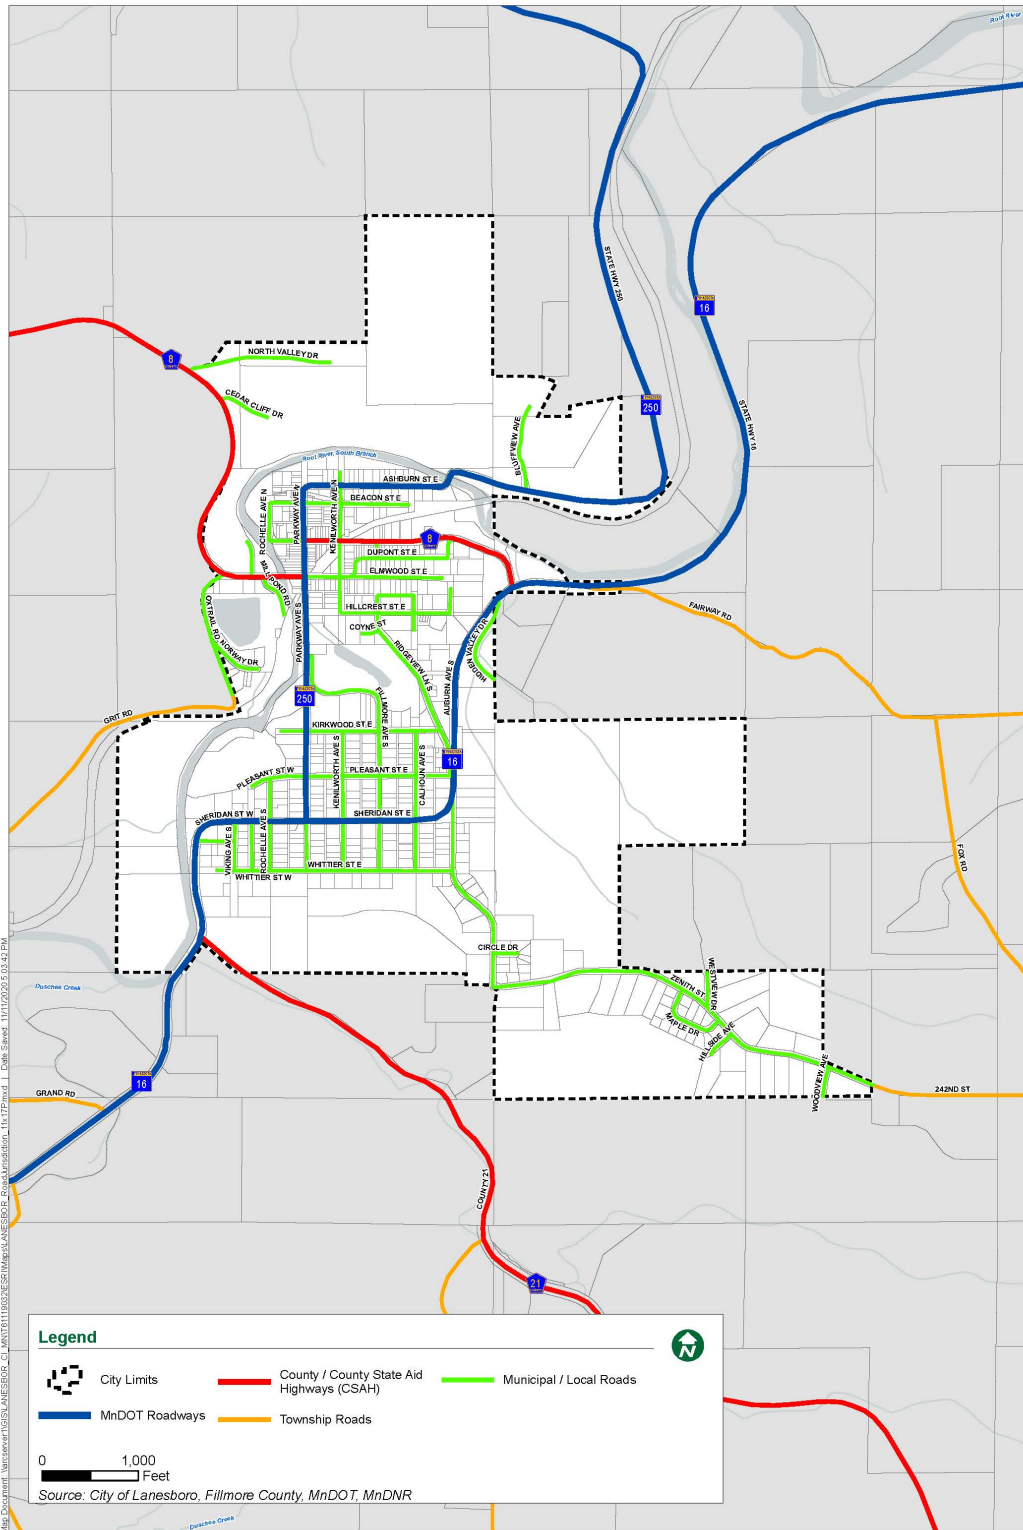 Root River
STATE HWY 250
16
8
NORTH VALLEY DR
CEDAR CLIFF DR
250
STATE HWY 16
BLUFFVIEW AVE
Root River, South Branch
ASHBURN ST E
BEACON ST E
ROCHELLE AVE N
PARKWAY AVE N
KENILWORTH AVE N
8
DUPONT ST E
ELMWOOD ST E
MILL POND RD
HILLCREST ST E
COYNE ST
OXTRAIL RD
NORWAY DR
PARKWAY AVE S
RIDGEVIEW LN S
HIDDEN VALLEY DR
AUBURN AVE S
FAIRWAY RD
250
FILLMORE AVE S
GRIT RD
KIRKWOOD ST E
16
PLEASANT ST W
PLEASANT ST E
KENILWORTH AVE S
CALHOUN AVE S
SHERIDAN ST W
SHERIDAN ST E
VIKING AVE S
ROCHELLE AVE S
WHITTIER ST E
WHITTIER ST W
FOX RD
CIRCLE DR
ZENITH ST
WESTVIEW DR
MAPLE DR
HILLSIDE AVE
WOODVIEW AVE
242ND ST
Duschee Creek
16
GRAND RD
COUNTY 21
21
Legend
N
City Limits
County / County State Aid
Highways (CSAH)
Municipal / Local Roads
MnDOT Roadways
Township Roads
0 1,000
Feet
Source: City of Lanesboro, Fillmore County, MnDOT, MnDNR
Duschee Creek